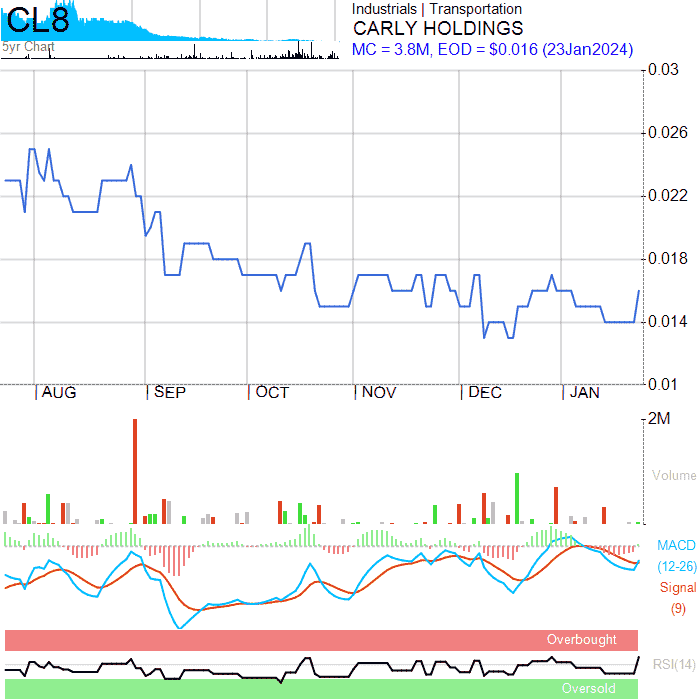 CL8
5yr Chart
Industrials | Transportation
CARLY HOLDINGS
MC = 3.8M, EOD = $0.016 (23Jan2024)
0.03
0.026
0.022
0.018
0.014
0.01
AUG SEP OCT NOV DEC JAN
2M
Volume
MACD
(12-26)
Signal
(9)
Overbought
RSI(14)
Oversold